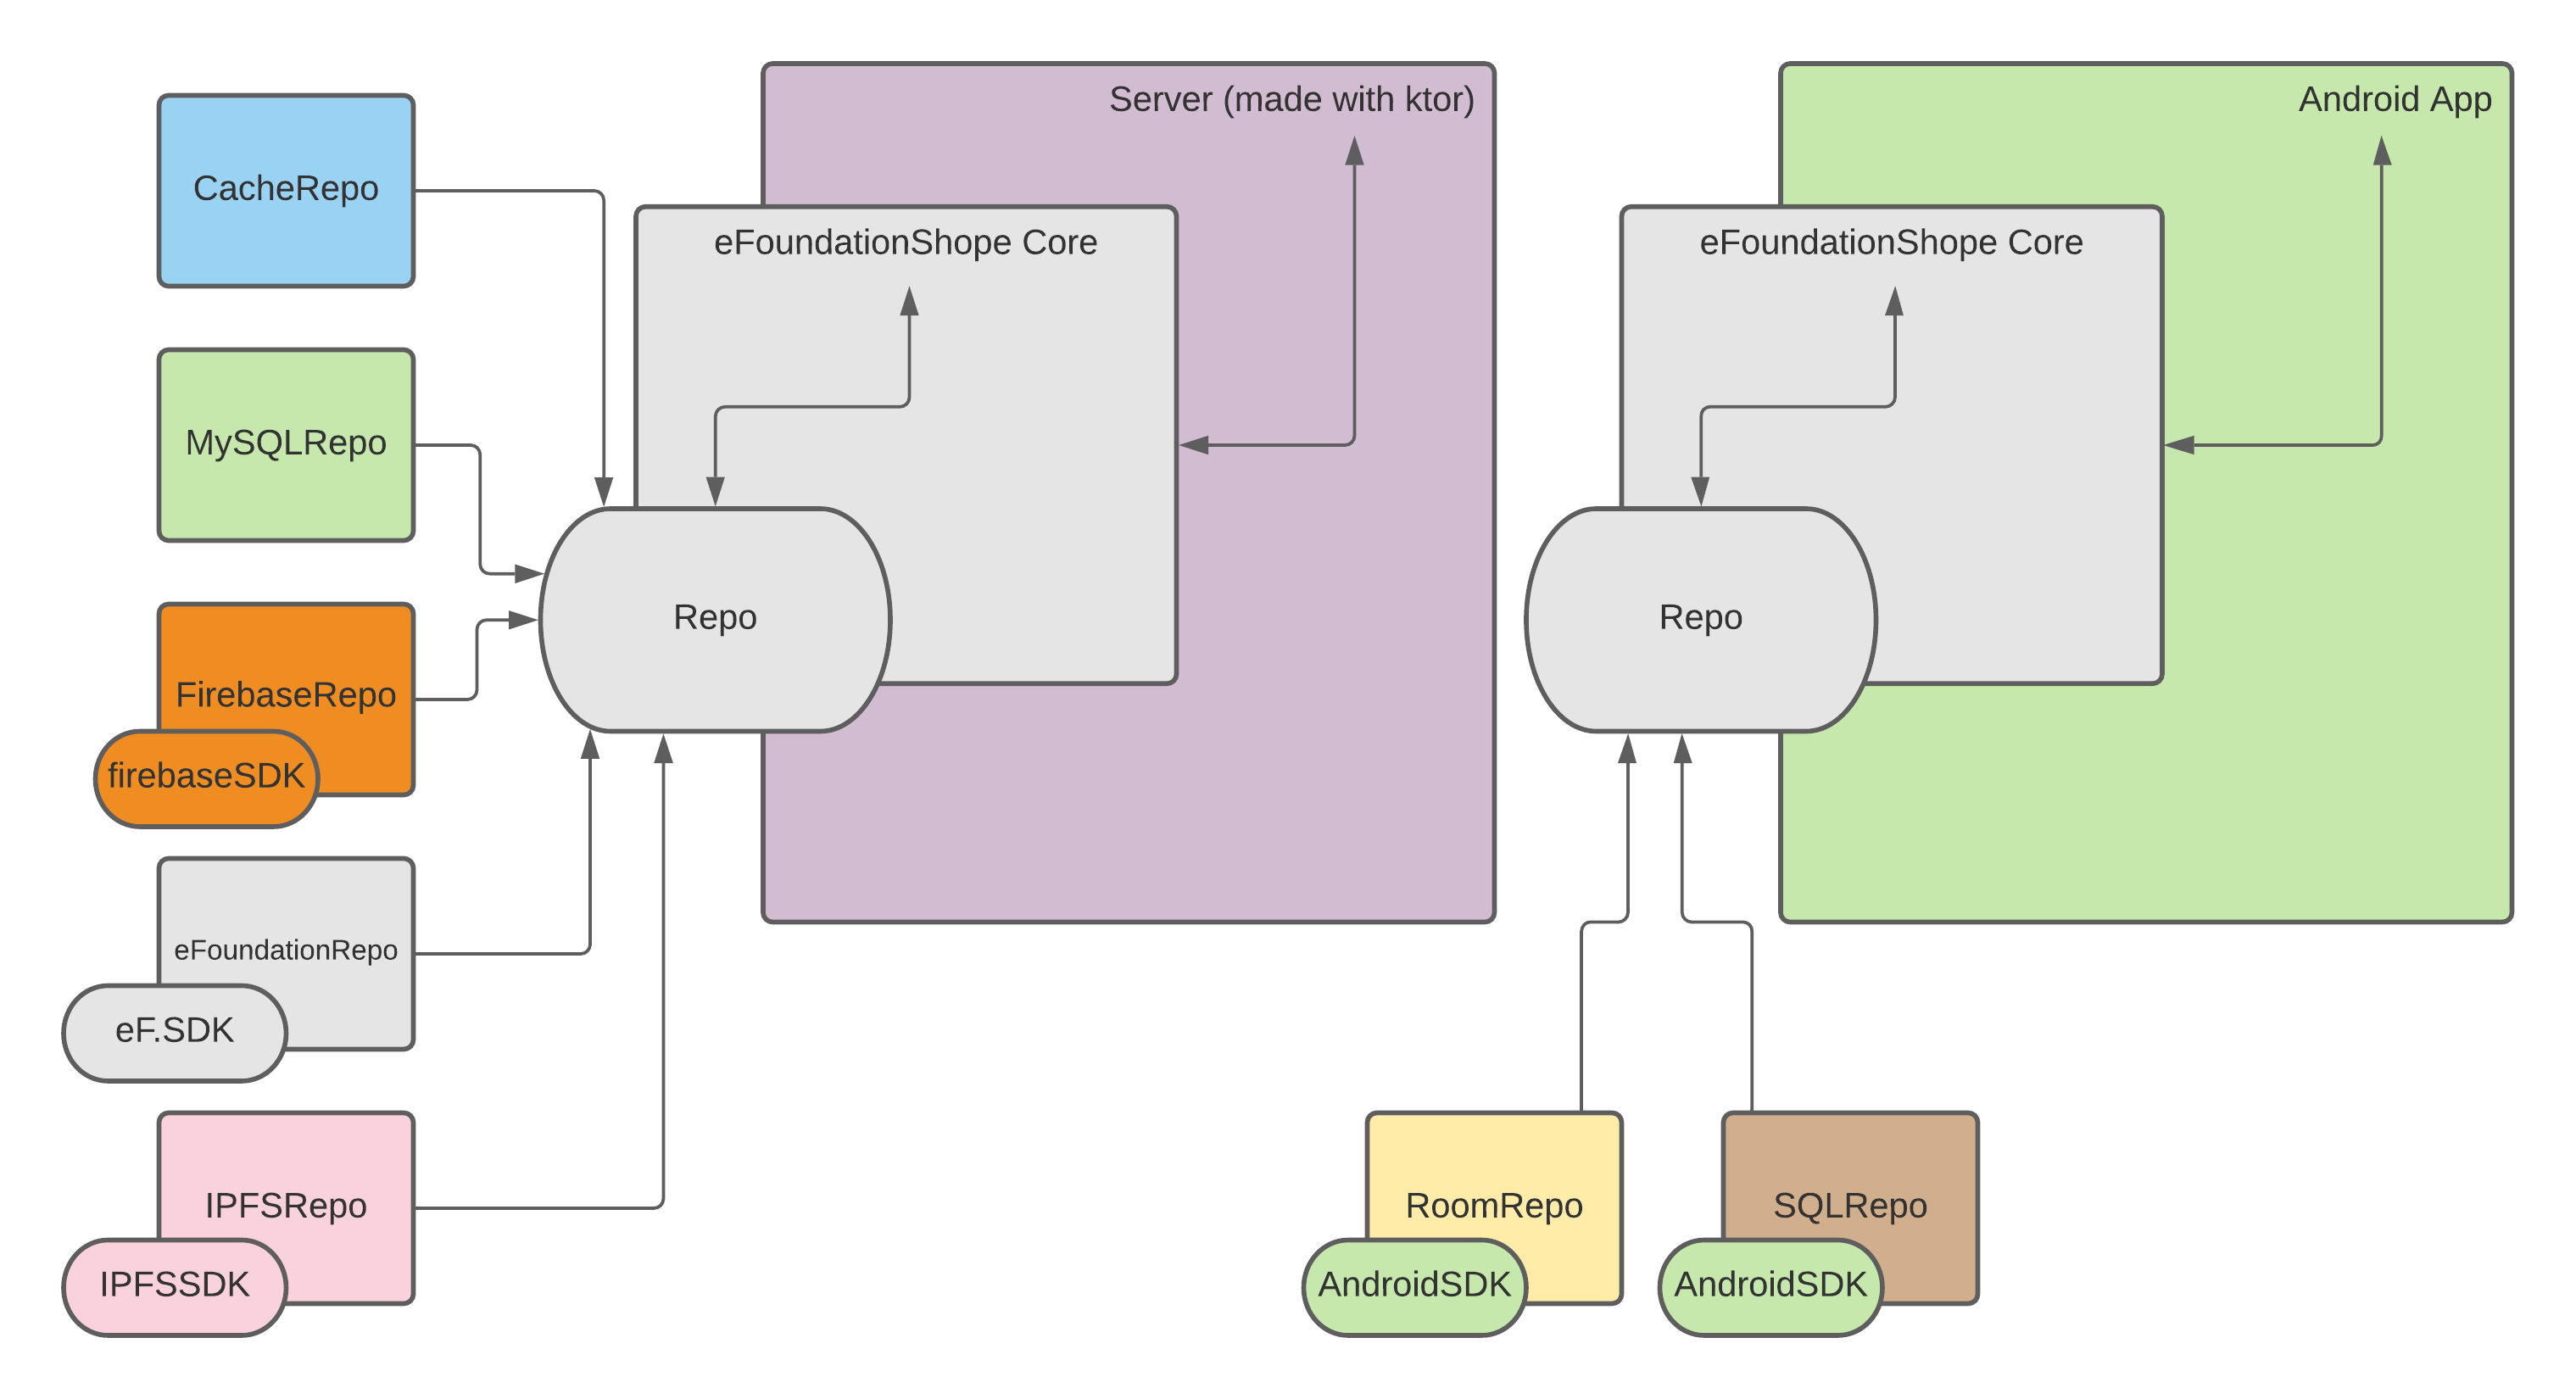 Server (made with ktor)
Android App
CacheRepo
eFoundationShope Core
eFoundationShope Core
MySQLRepo
Repo
Repo
FirebaseRepo
firebaseSDK
eFoundationRepo
eF.SDK
IPFSRepo
IPFSSDK
RoomRepo
AndroidSDK
SQLRepo
AndroidSDK